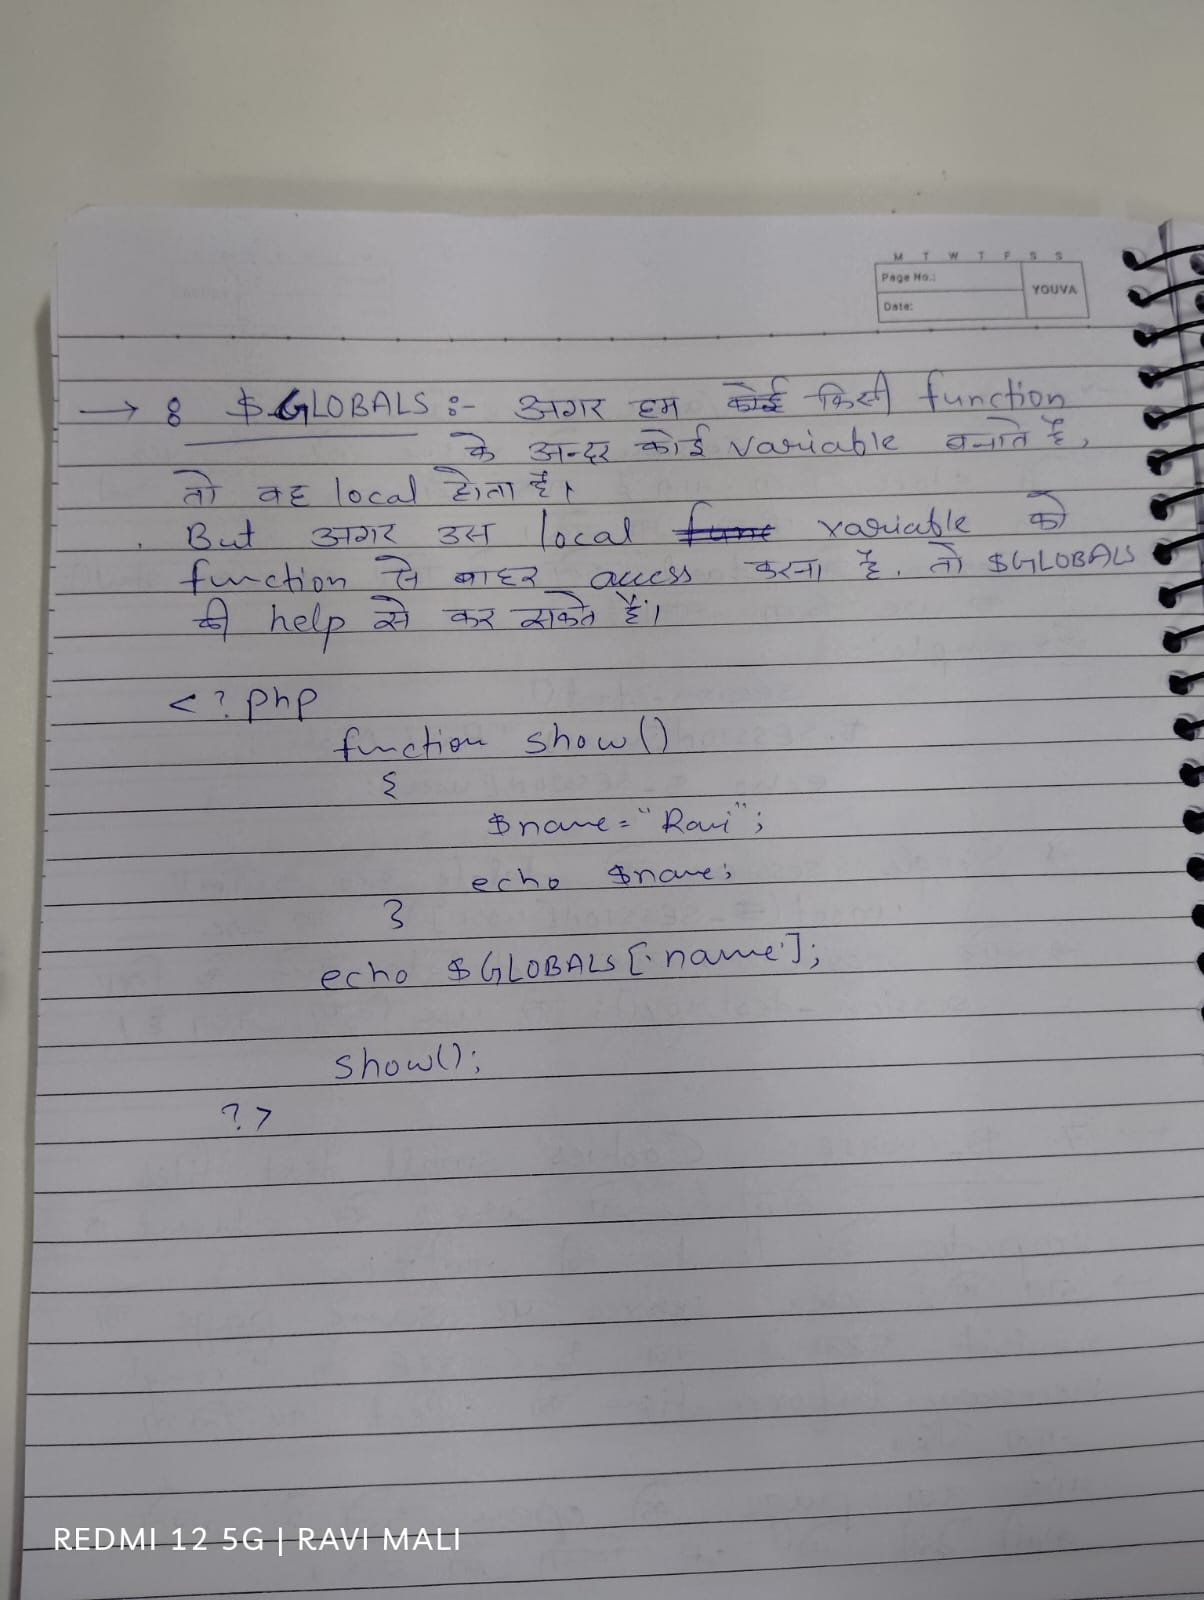 M T W T F S S
Page No.:
YOUVA
Date:
→ 8 $GLOBALS :- अगर हम कोई किसी function
के अन्दर कोई variable बनाते है,
तो वह local होता है।
But अगर उस local func variable को
function से बाहर access करना है. तो $GLOBALS
की help से कर सकते है।
<?php
function show()
{
$name="Ravi";
echo $name;
}
echo $GLOBALS['name'];
show();
?>
REDMI 12 5G | RAVI MALI